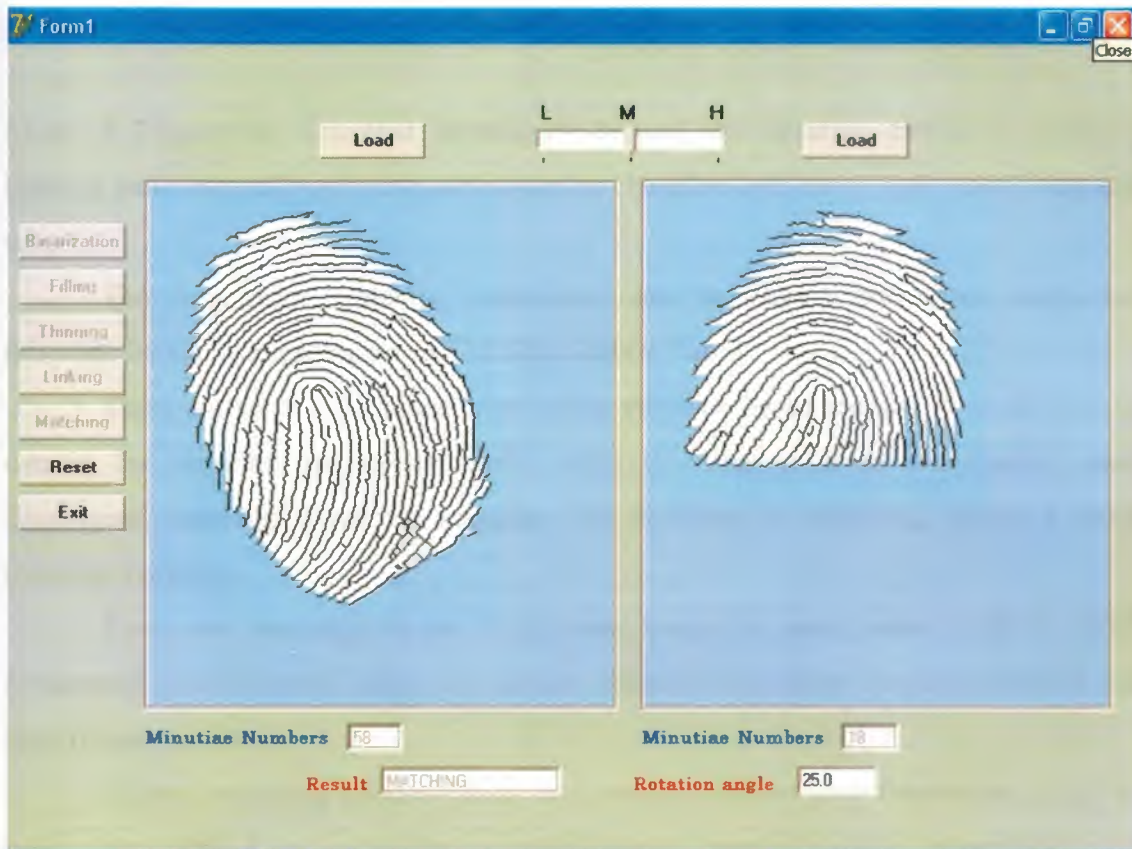 Form1
Close
L M H
Load
Load
Binarization
Filling
Thinning
Linking
Matching
Reset
Exit
Minutiae Numbers 58
Minutiae Numbers
Result MATCHING
Rotation angle 25.0